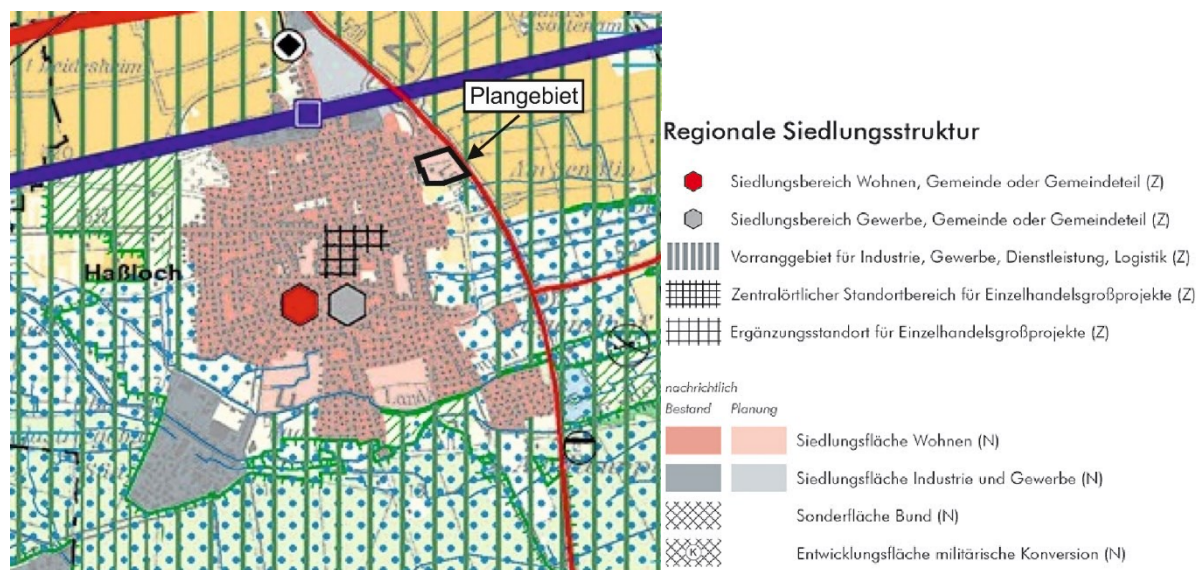 Plangebiet
Haßloch
Regionale Siedlungsstruktur
Siedlungsbereich Wohnen, Gemeinde oder Gemeindeteil (Z)
Siedlungsbereich Gewerbe, Gemeinde oder Gemeindeteil (Z)
Vorranggebiet für Industrie, Gewerbe, Dienstleistung, Logistik (Z)
Zentralörtlicher Standortbereich für Einzelhandelsgroßprojekte (Z)
Ergänzungsstandort für Einzelhandelsgroßprojekte (Z)
nachrichtlich
Bestand Planung
Siedlungsfläche Wohnen (N)
Siedlungsfläche Industrie und Gewerbe (N)
Sonderfläche Bund (N)
K Entwicklungsfläche militärische Konversion (N)